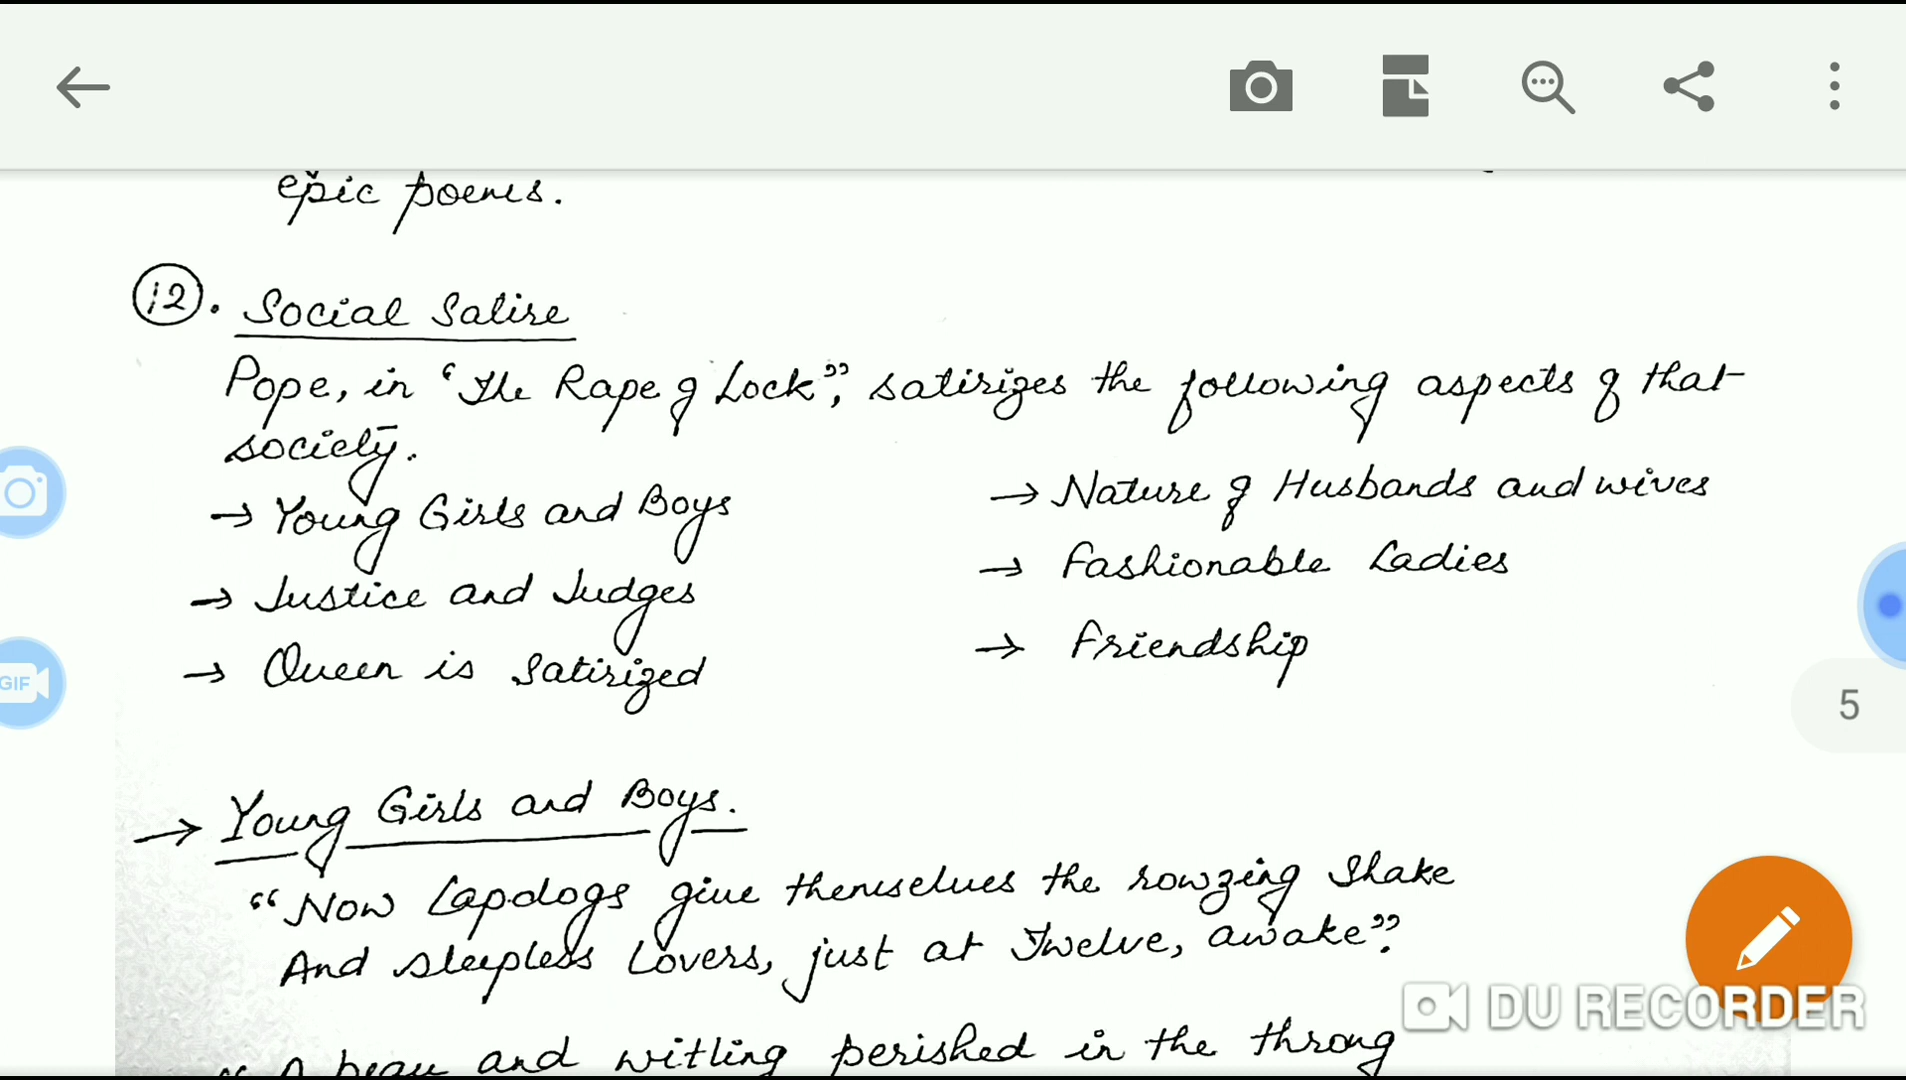 epic poems.
12. Social Satire
Pope, in "The Rape of Lock", satirizes the following aspects of that
society.
→ Young Girls and Boys
→ Nature of Husbands and wives
→ Justice and Judges
→ Fashionable Ladies
→ Queen is Satirized
→ Friendship
GIF
5
→ Young Girls and Boys.
"Now Lapdogs give themselves the rowzing Shake
And sleepless Lovers, just at Twelve, awake".
DU RECORDER
" A beau and witling perished in the throng